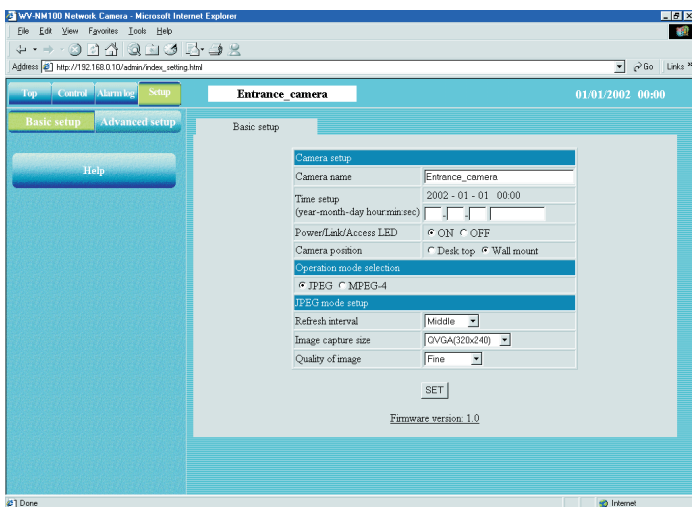 WV-NM100 Network Camera - Microsoft Internet Explorer
File Edit View Favorites Tools Help
Address http://192.168.0.10/admin/index_setting.html Go Links »
Top Control Alarm log Setup Entrance_camera 01/01/2002 00:00
Basic setup Advanced setup
Basic setup
Help
Camera setup
Camera name Entrance_camera
Time setup
(year-month-day hour:min:sec)
2002 - 01 - 01 00:00
- -
Power/Link/Access LED ON OFF
Camera position Desk top Wall mount
Operation mode selection
JPEG MPEG-4
JPEG mode setup
Refresh interval Middle
Image capture size QVGA(320x240)
Quality of image Fine
SET
Firmware version: 1.0
Done Internet